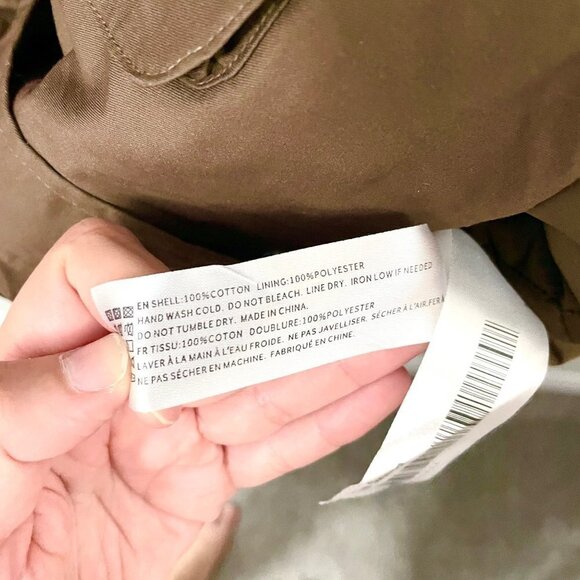 EN SHELL:100%COTTON LINING:100%POLYESTER
HAND WASH COLD. DO NOT BLEACH. LINE DRY. IRON LOW IF NEEDED
DO NOT TUMBLE DRY. MADE IN CHINA.
FR TISSU:100%COTON DOUBLURE:100%POLYESTER
LAVER À LA MAIN À L'EAU FROIDE. NE PAS JAVELLISER. SÉCHER À L'AIR.
NE PAS SÉCHER EN MACHINE. FABRIQUÉ EN CHINE.